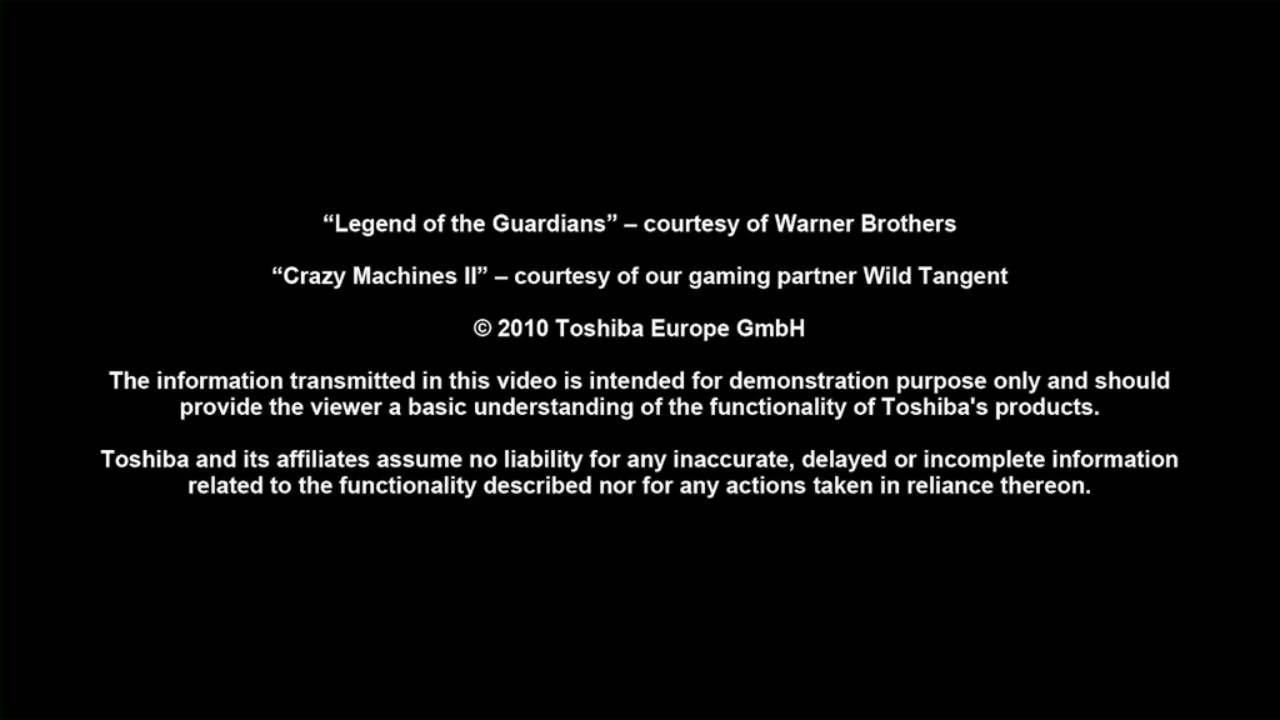 “Legend of the Guardians” – courtesy of Warner Brothers
“Crazy Machines II” – courtesy of our gaming partner Wild Tangent
© 2010 Toshiba Europe GmbH
The information transmitted in this video is intended for demonstration purpose only and should
provide the viewer a basic understanding of the functionality of Toshiba's products.
Toshiba and its affiliates assume no liability for any inaccurate, delayed or incomplete information
related to the functionality described nor for any actions taken in reliance thereon.